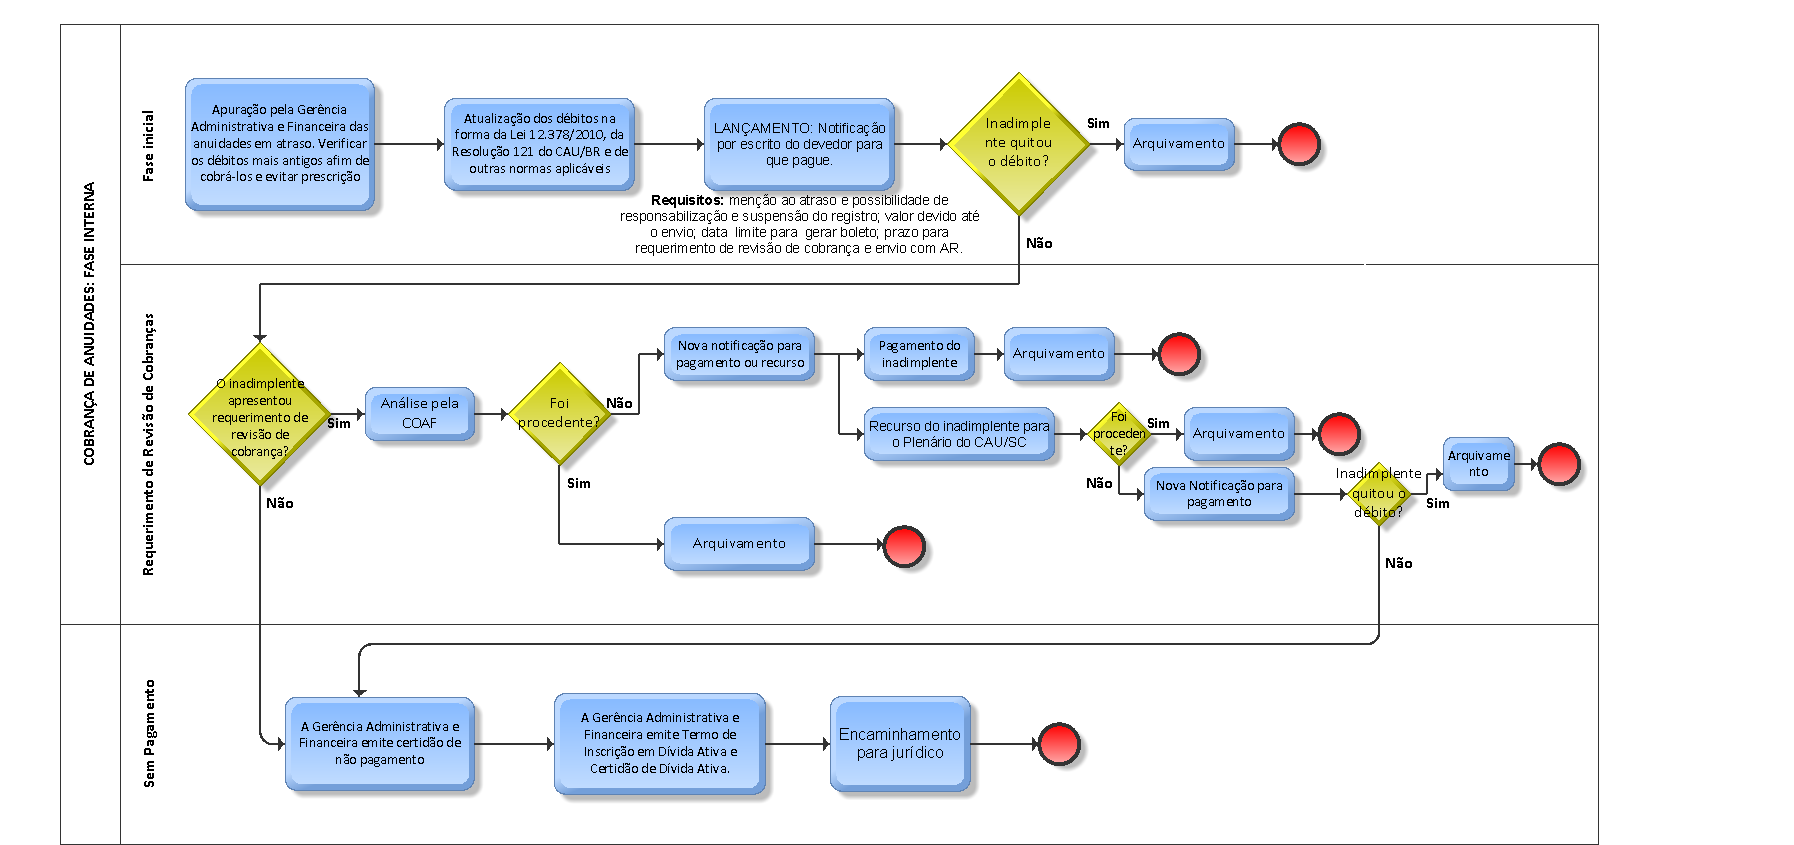 COBRANÇA DE ANUIDADES: FASE INTERNA
Fase inicial
Apuração pela Gerência
Administrativa e Financeira das
anuidades em atraso. Verificar
os débitos mais antigos afim de
cobrá-los e evitar prescrição
Atualização dos débitos na
forma da Lei 12.378/2010, da
Resolução 121 do CAU/BR e de
outras normas aplicáveis
LANÇAMENTO: Notificação
por escrito do devedor para
que pague.
Requisitos: menção ao atraso e possibilidade de
responsabilização e suspensão do registro; valor devido até
o envio; data limite para gerar boleto; prazo para
requerimento de revisão de cobrança e envio com AR.
Inadimple
nte quitou
o débito?
Sim
Arquivamento
Não
Requerimento de Revisão de Cobranças
O inadimplente
apresentou
requerimento de
revisão de
cobrança?
Sim
Não
Análise pela
COAF
Foi
procedente?
Não
Sim
Nova notificação para
pagamento ou recurso
Pagamento do
inadimplente
Arquivamento
Recurso do inadimplente para
o Plenário do CAU/SC
Foi
proceden
te?
Sim
Arquivamento
Não
Nova Notificação para
pagamento
Inadimplente
quitou o
débito?
Sim
Arquivame
nto
Não
Arquivamento
Sem Pagamento
A Gerência Administrativa e
Financeira emite certidão de
não pagamento
A Gerência Administrativa e
Financeira emite Termo de
Inscrição em Dívida Ativa e
Certidão de Dívida Ativa.
Encaminhamento
para jurídico